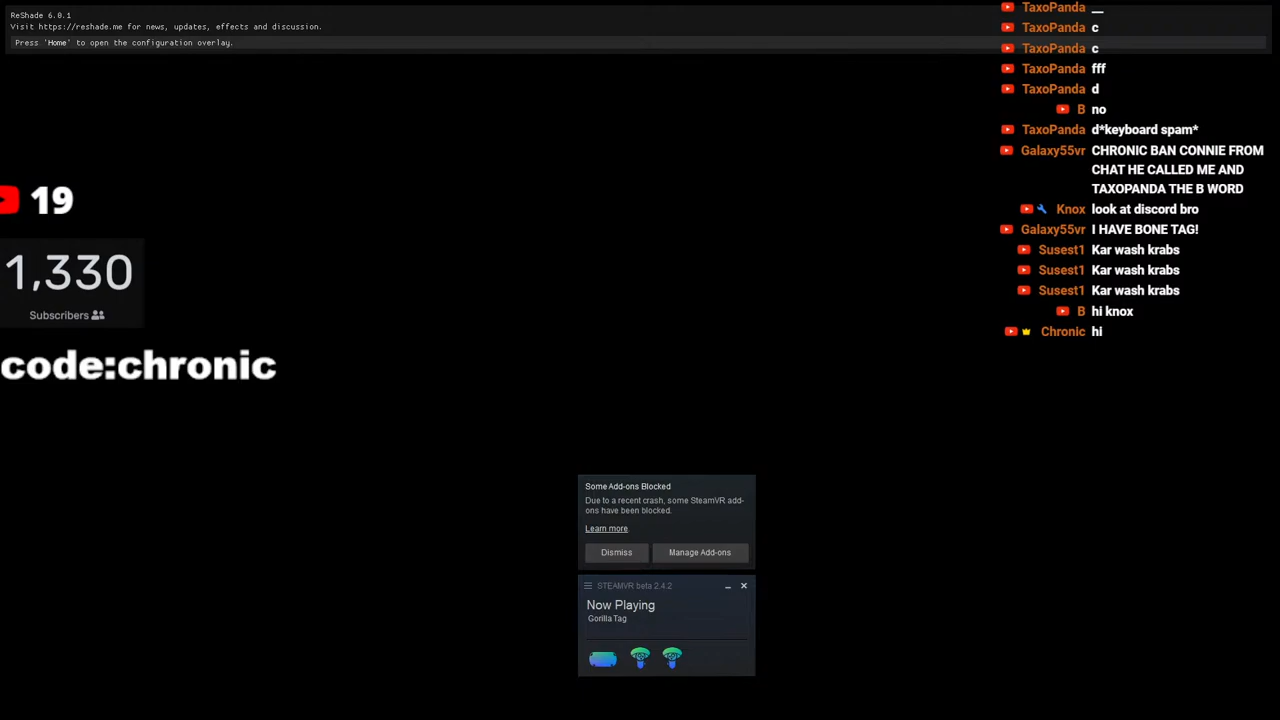 ReShade 6.0.1
Visit https://reshade.me for news, updates, effects and discussion.
Press 'Home' to open the configuration overlay.
TaxoPanda __
TaxoPanda c
TaxoPanda c
TaxoPanda fff
TaxoPanda d
B no
TaxoPanda d*keyboard spam*
Galaxy55vr CHRONIC BAN CONNIE FROM
CHAT HE CALLED ME AND
TAXOPANDA THE B WORD
Knox look at discord bro
Galaxy55vr I HAVE BONE TAG!
Susest1 Kar wash krabs
Susest1 Kar wash krabs
Susest1 Kar wash krabs
B hi knox
Chronic hi
19
1,330
Subscribers
code:chronic
Some Add-ons Blocked
Due to a recent crash, some SteamVR add-
ons have been blocked.
Learn more
Dismiss Manage Add-ons
STEAMVR beta 2.4.2
Now Playing
Gorilla Tag